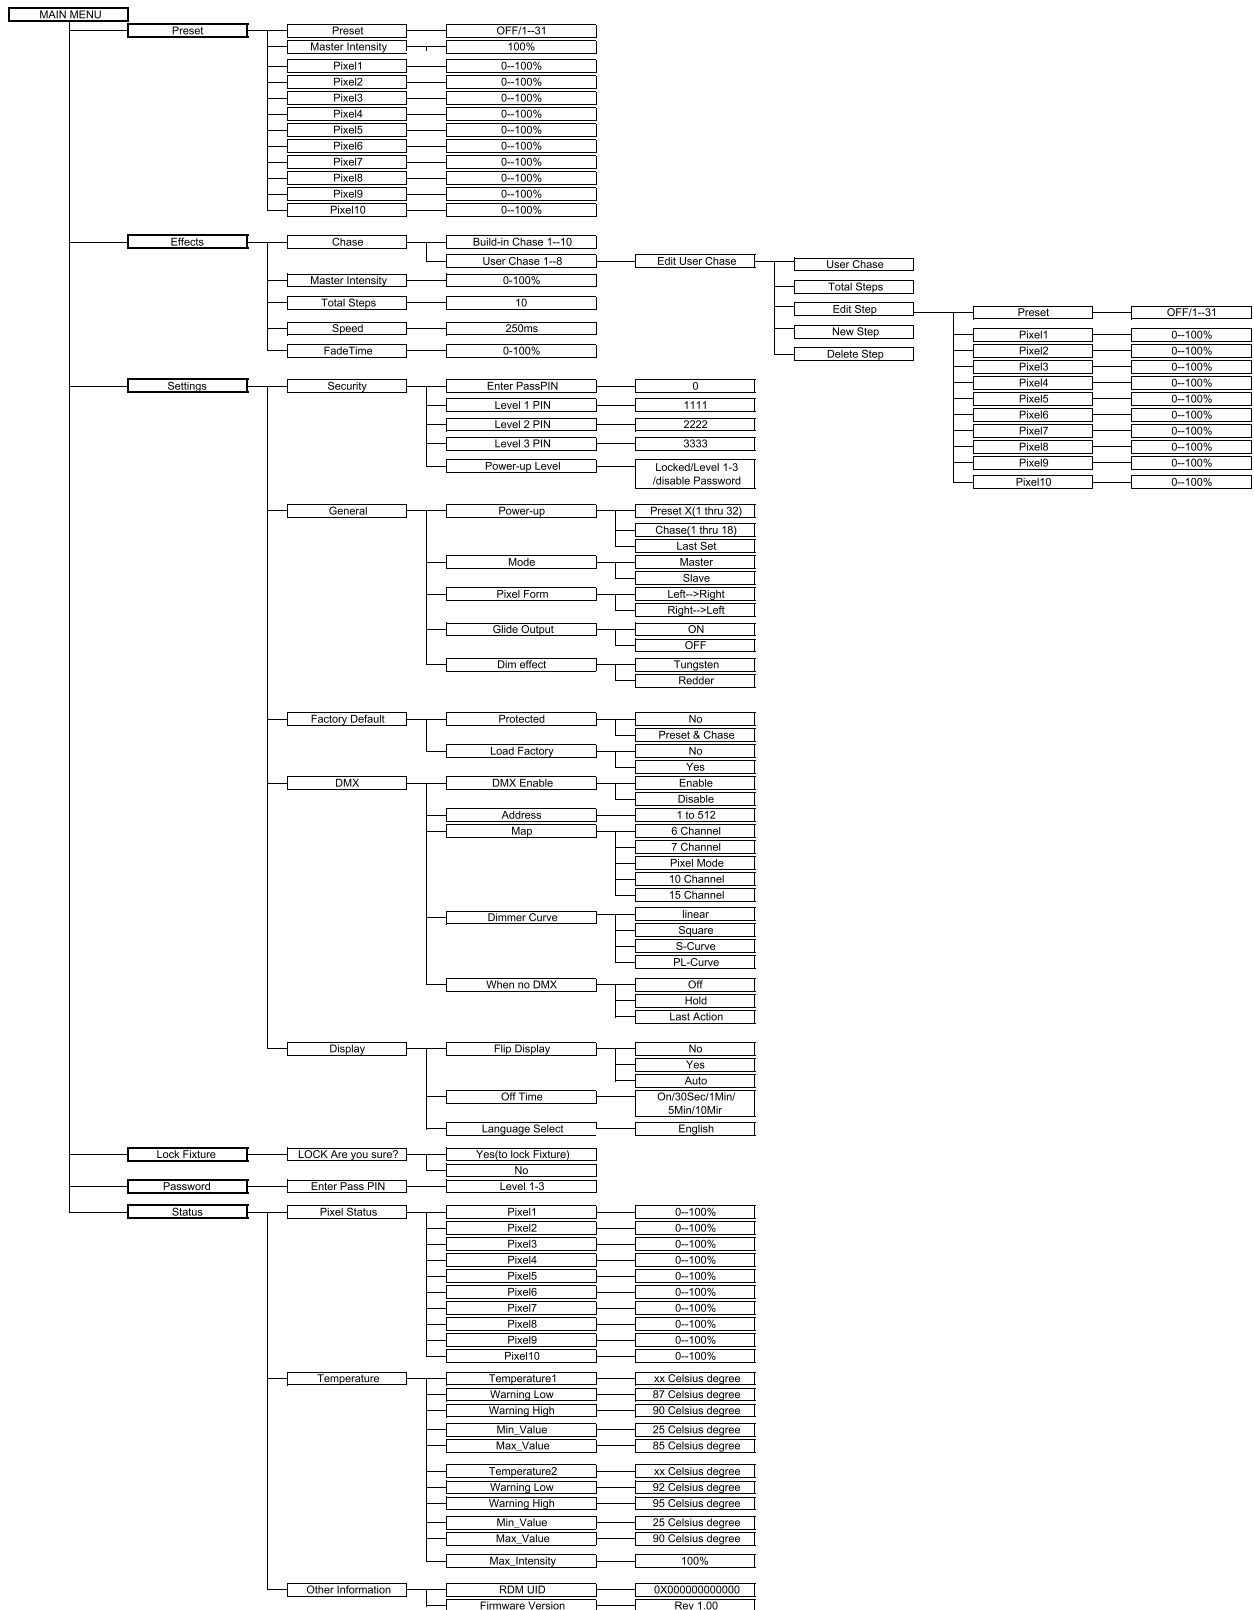 MAIN MENU
Preset Preset OFF/1--31
Master Intensity 100%
Pixel1 0--100%
Pixel2 0--100%
Pixel3 0--100%
Pixel4 0--100%
Pixel5 0--100%
Pixel6 0--100%
Pixel7 0--100%
Pixel8 0--100%
Pixel9 0--100%
Pixel10 0--100%
Effects Chase Build-in Chase 1--10
User Chase 1--8 Edit User Chase User Chase
Master Intensity 0-100% Total Steps
Total Steps 10 Edit Step Preset OFF/1--31
Speed 250ms New Step Pixel1 0--100%
FadeTime 0-100% Delete Step Pixel2 0--100%
Pixel3 0--100%
Settings Security Enter PassPIN 0 Pixel4 0--100%
Level 1 PIN 1111 Pixel5 0--100%
Level 2 PIN 2222 Pixel6 0--100%
Pixel7 0--100%
Level 3 PIN 3333 Pixel8 0--100%
Power-up Level Locked/Level 1-3 Pixel9 0--100%
/disable Password Pixel10 0--100%
General Power-up Preset X(1 thru 32)
Chase(1 thru 18)
Last Set
Mode Master
Slave
Pixel Form Left-->Right
Right-->Left
Glide Output ON
OFF
Dim effect Tungsten
Redder
Factory Default Protected No
Preset & Chase
Load Factory No
Yes
DMX DMX Enable Enable
Disable
Address 1 to 512
Map 6 Channel
7 Channel
Pixel Mode
10 Channel
15 Channel
Dimmer Curve linear
Square
S-Curve
PL-Curve
When no DMX Off
Hold
Last Action
Display Flip Display No
Yes
Auto
Off Time On/30Sec/1Min/
5Min/10Mir
Language Select English
Lock Fixture LOCK Are you sure? Yes(to lock Fixture)
No
Password Enter Pass PIN Level 1-3
Status Pixel Status Pixel1 0--100%
Pixel2 0--100%
Pixel3 0--100%
Pixel4 0--100%
Pixel5 0--100%
Pixel6 0--100%
Pixel7 0--100%
Pixel8 0--100%
Pixel9 0--100%
Pixel10 0--100%
Temperature Temperature1 xx Celsius degree
Warning Low 87 Celsius degree
Warning High 90 Celsius degree
Min_Value 25 Celsius degree
Max_Value 85 Celsius degree
Temperature2 xx Celsius degree
Warning Low 92 Celsius degree
Warning High 95 Celsius degree
Min_Value 25 Celsius degree
Max_Value 90 Celsius degree
Max_Intensity 100%
Other Information RDM UID 0X000000000000
Firmware Version Rev 1.00